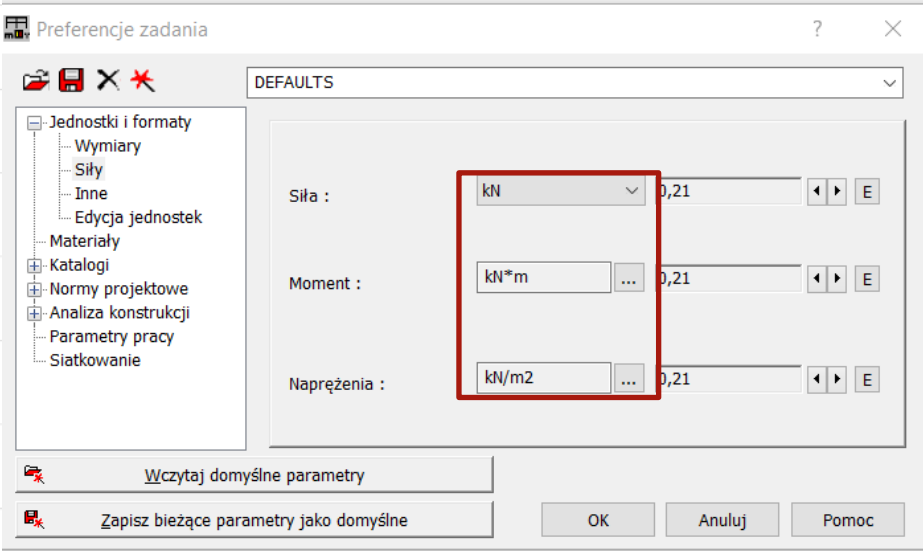 Preferencje zadania
?
DEFAULTS
Jednostki i formaty
Wymiary
Siły
Inne
Edycja jednostek
Materiały
Katalogi
Normy projektowe
Analiza konstrukcji
Parametry pracy
Siatkowanie
Siła : kN 0,21 E
Moment : kN*m ... 0,21 E
Naprężenia : kN/m2 ... 0,21 E
Wczytaj domyślne parametry
Zapisz bieżące parametry jako domyślne
OK Anuluj Pomoc